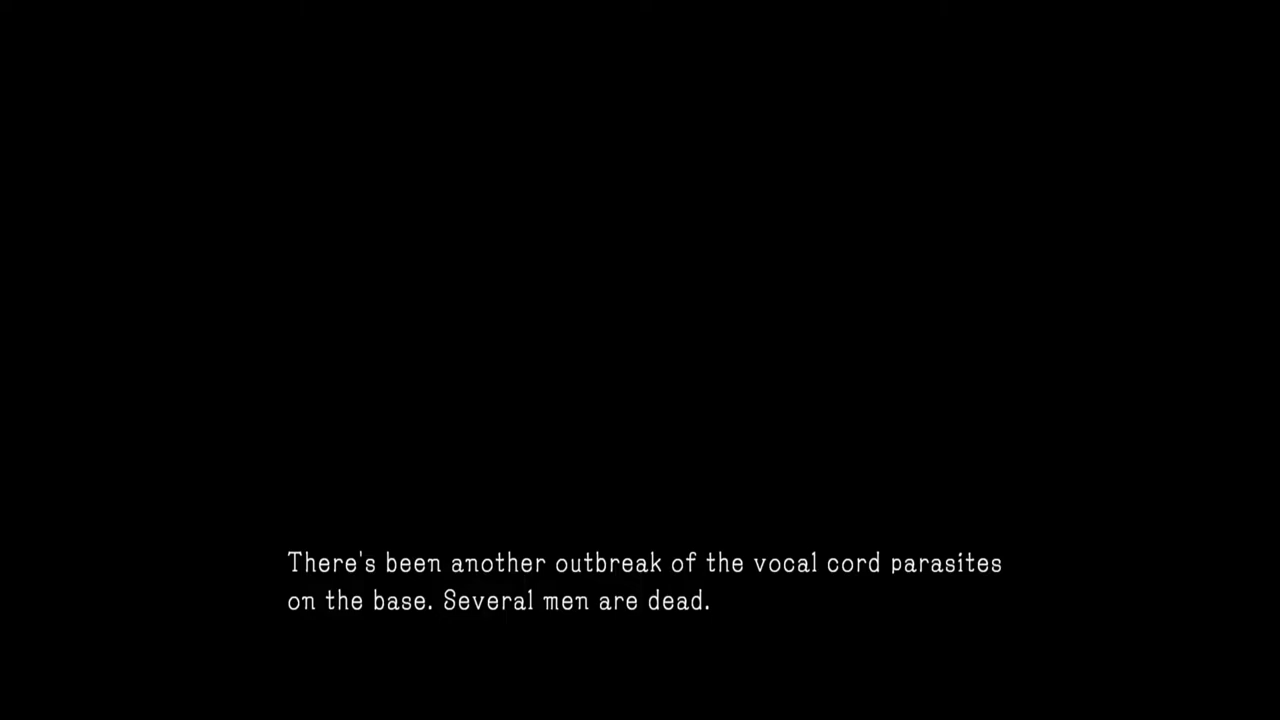 There's been another outbreak of the vocal cord parasites
on the base. Several men are dead.